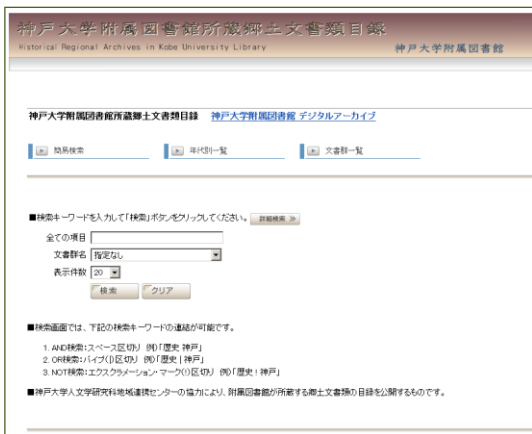 神戸大学附属図書館所蔵郷土文書類目録
Historical Regional Archives in Kobe University Library
神戸大学附属図書館
神戸大学附属図書館所蔵郷土文書類目録 神戸大学附属図書館 デジタルアーカイブ
簡易検索 年代別一覧 文書群一覧
■検索キーワードを入力して「検索」ボタンをクリックしてください。 詳細検索 ≫
全ての項目
文書群名 指定なし
表示件数 20
検索 クリア
■検索画面では、下記の検索キーワードの連結が可能です。
1. AND検索:スペース区切り 例)「歴史 神戸」
2. OR検索:パイプ(|)区切り 例)「歴史 | 神戸」
3. NOT検索:エクスクラメーション・マーク(!)区切り 例)「歴史 ! 神戸」
■神戸大学人文学研究科地域連携センターの協力により、附属図書館が所蔵する郷土文書類の目録を公開するものです。